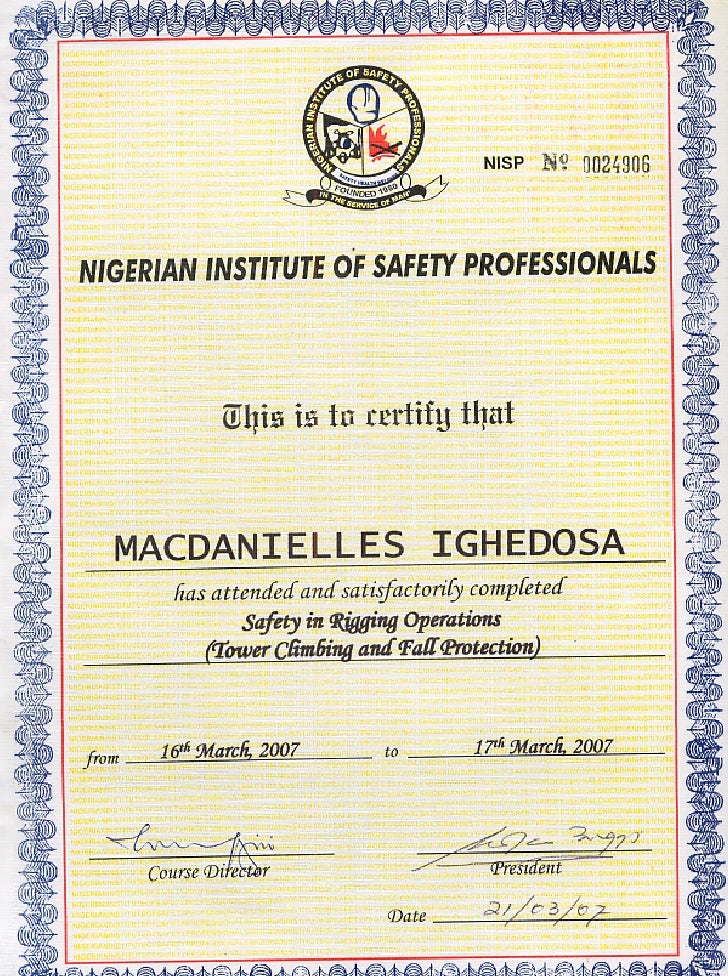 NIGERIAN INSTITUTE OF SAFETY PROFESSIONALS
FOUNDED 1980
IN THE SERVICE OF MAN
NISP Nº 0024906
NIGERIAN INSTITUTE OF SAFETY PROFESSIONALS
This is to certify that
MACDANIELLES IGHEDOSA
has attended and satisfactorily completed
Safety in Rigging Operations
(Tower Climbing and Fall Protection)
from 16th March, 2007 to 17th March, 2007
Course Director President
Date 21/03/07